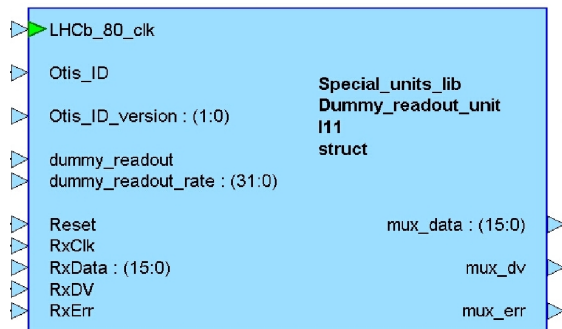 LHCb_80_clk
Otis_ID
Special_units_lib
Dummy_readout_unit
I11
struct
Otis_ID_version : (1:0)
dummy_readout
dummy_readout_rate : (31:0)
Reset
mux_data : (15:0)
RxClk
RxData : (15:0)
mux_dv
RxDV
RxErr
mux_err